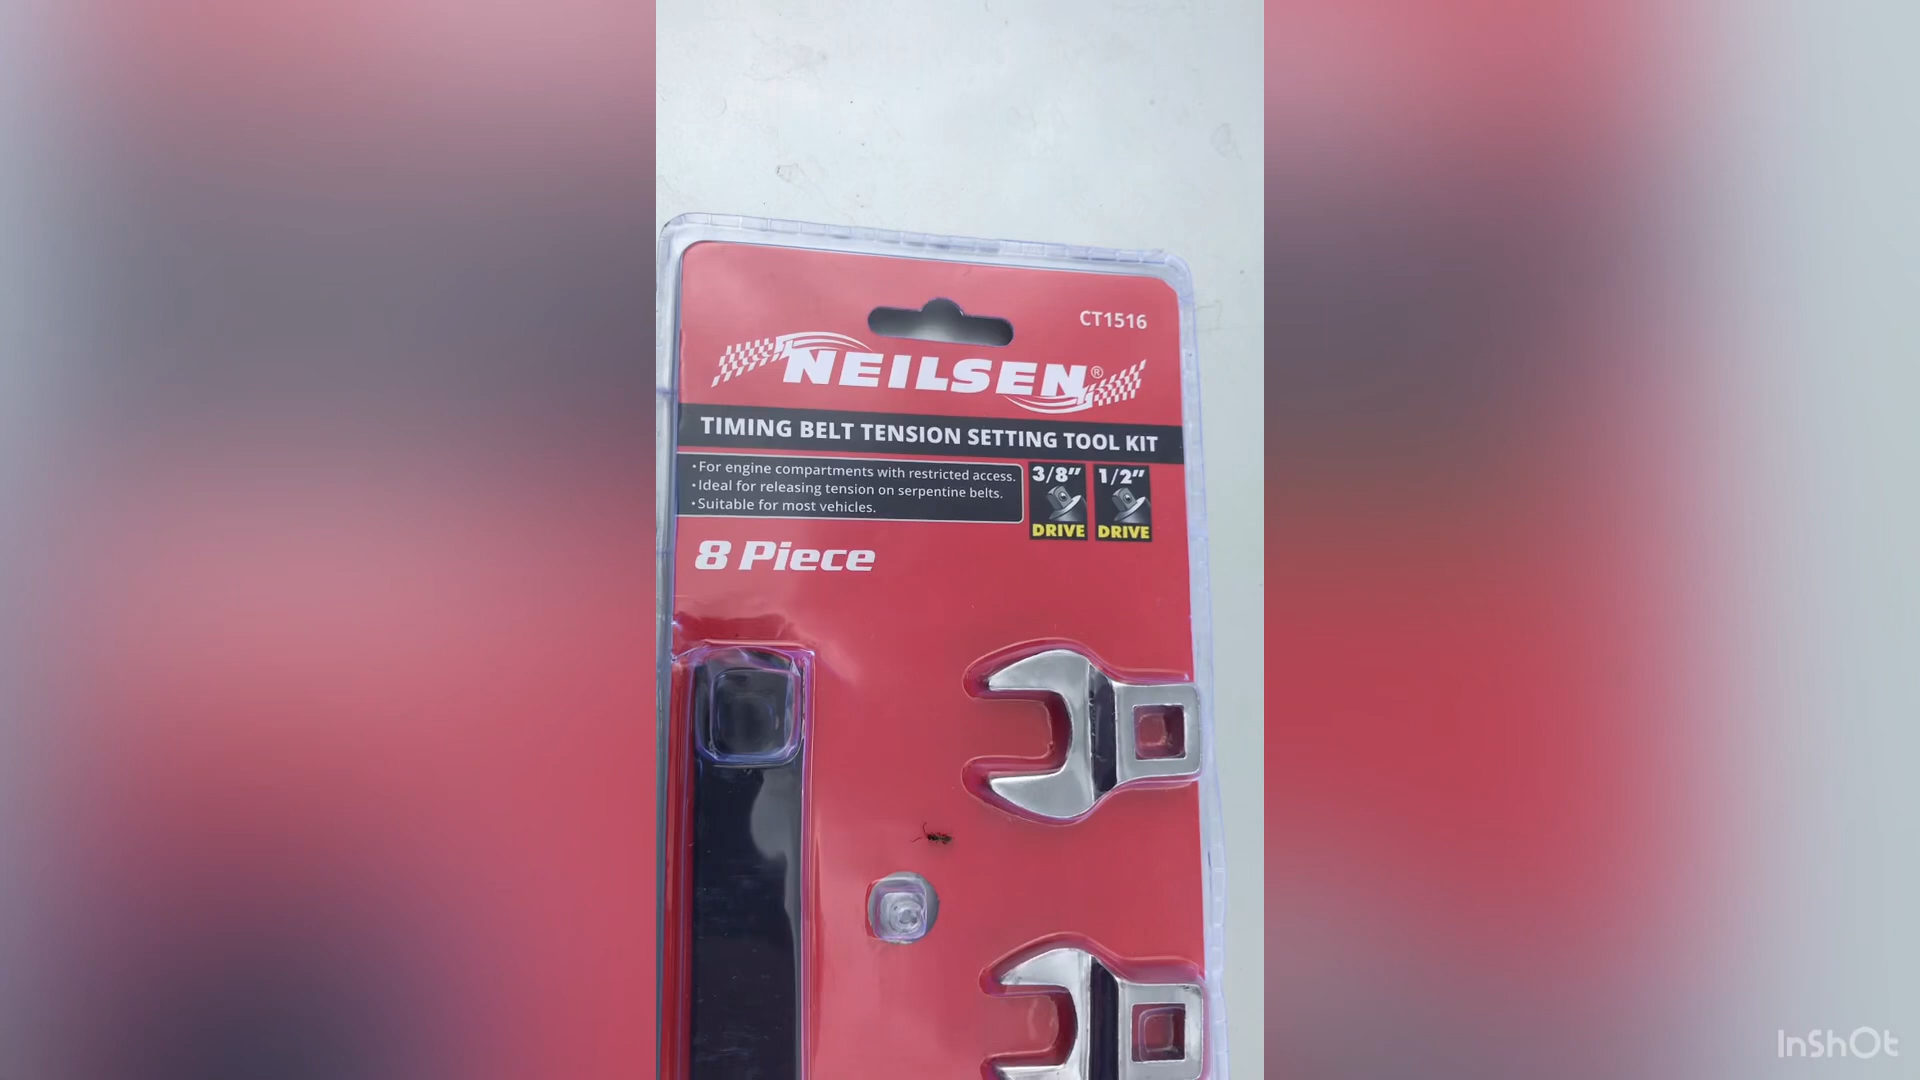 CT1516
NEILSEN®
TIMING BELT TENSION SETTING TOOL KIT
•For engine compartments with restricted access.
•Ideal for releasing tension on serpentine belts.
•Suitable for most vehicles.
3/8” 1/2”
DRIVE DRIVE
8 Piece
InShOt